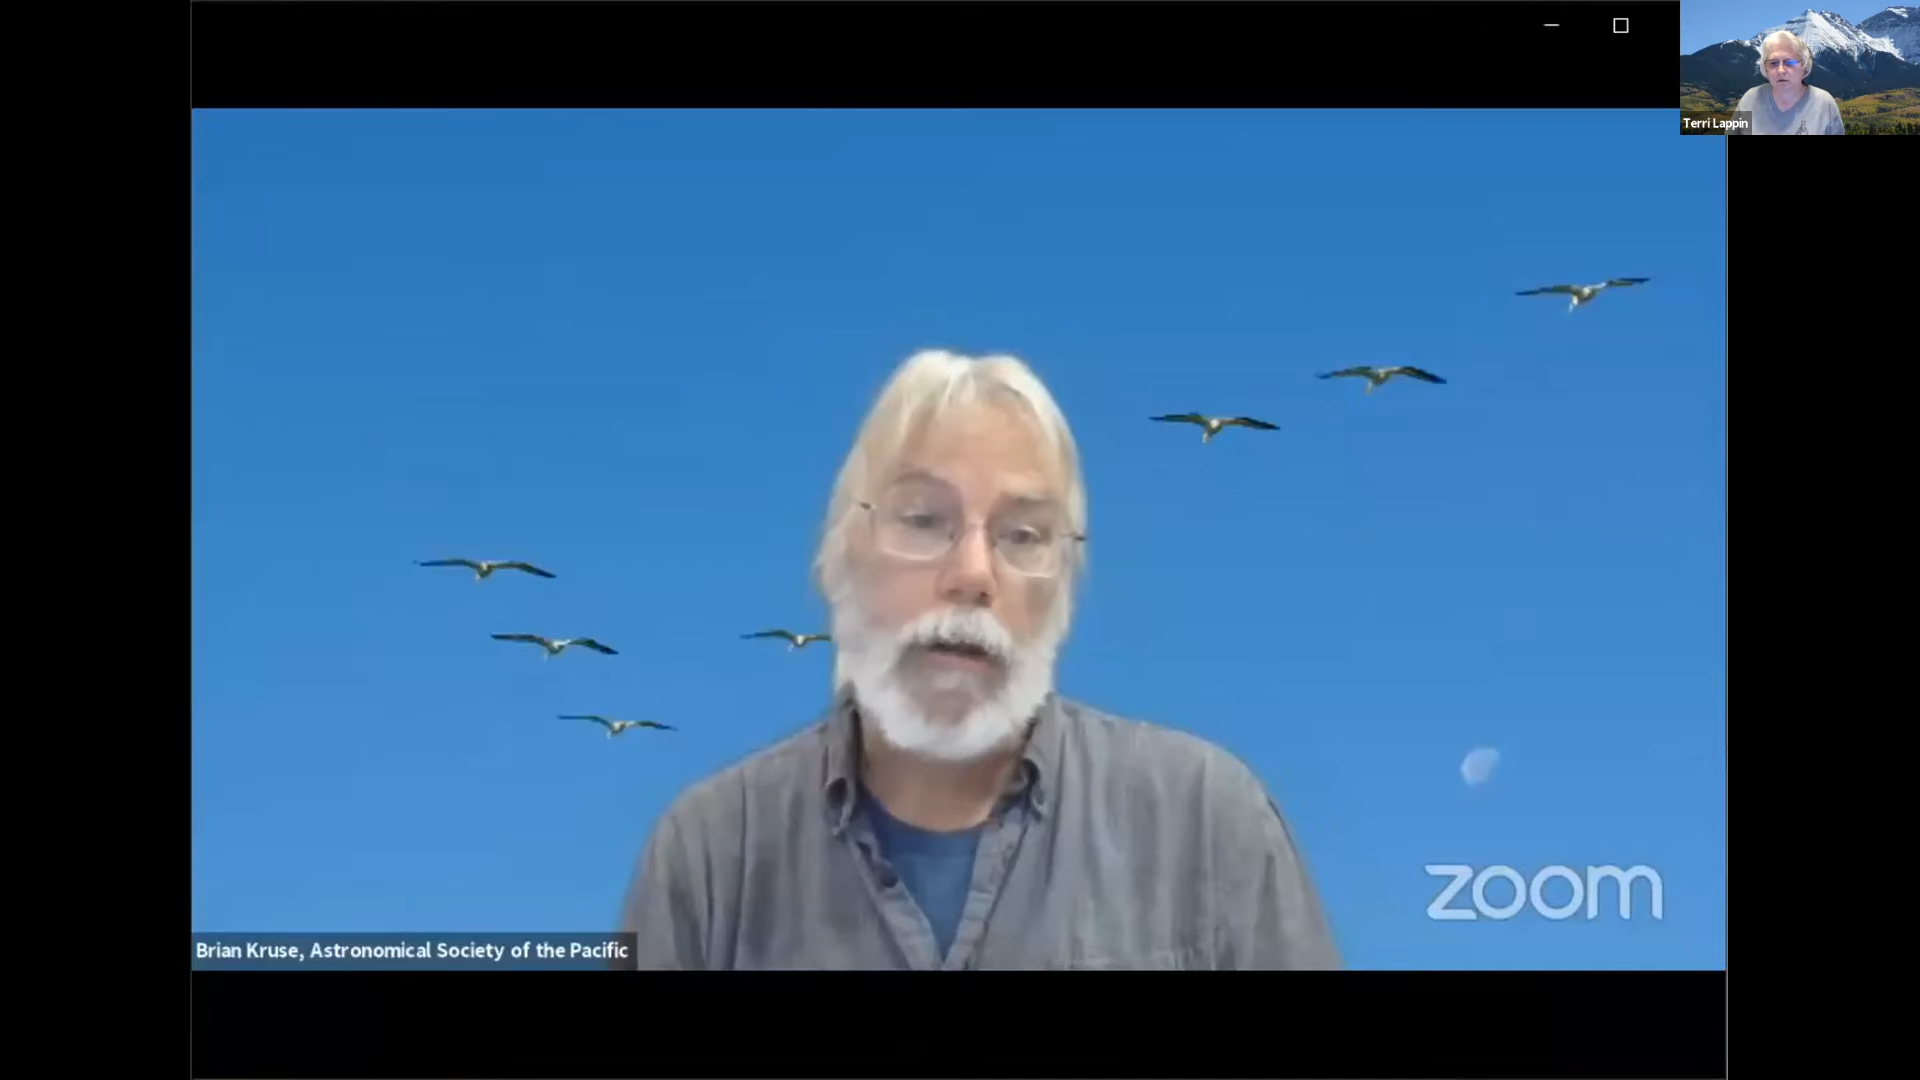 Terri Lappin
zoom
Brian Kruse, Astronomical Society of the Pacific